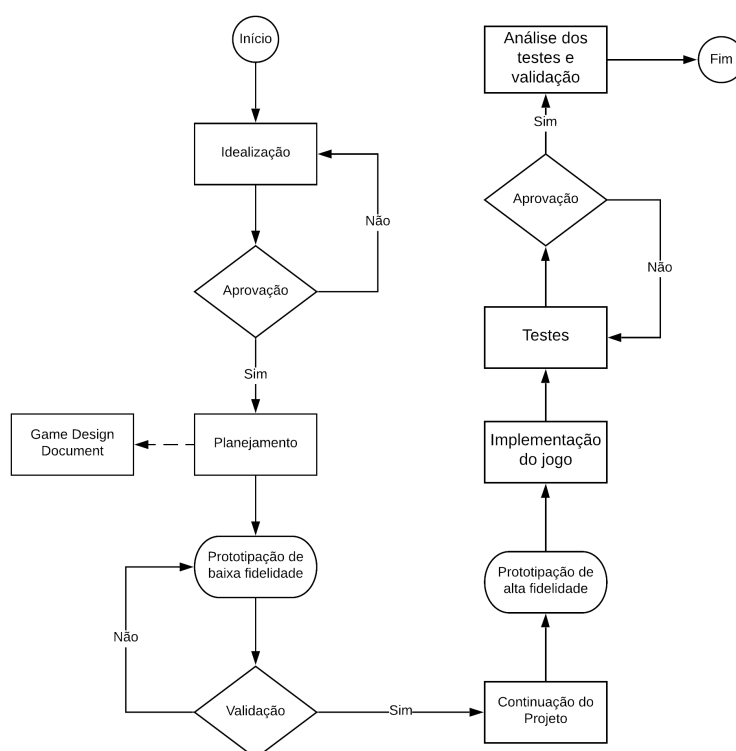 Início
Idealização
Não
Aprovação
Sim
Game Design
Document
Planejamento
Prototipação de
baixa fidelidade
Não
Validação
Sim
Continuação do
Projeto
Prototipação de
alta fidelidade
Implementação
do jogo
Testes
Não
Aprovação
Sim
Análise dos
testes e
validação
Fim